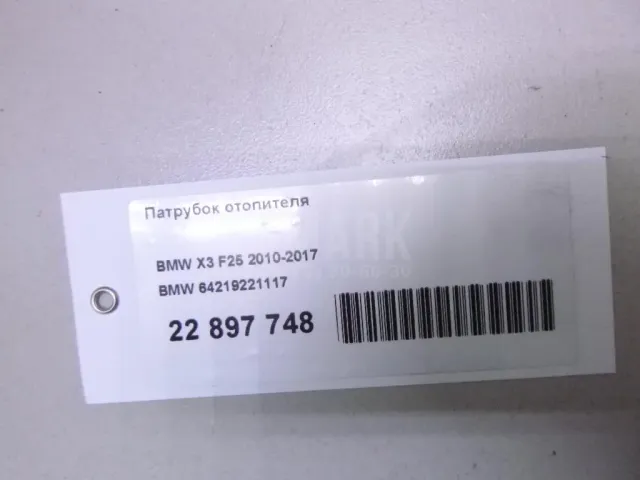 Патрубок отопителя
BMW X3 F25 2010-2017
BMW 64219221117
22 897 748